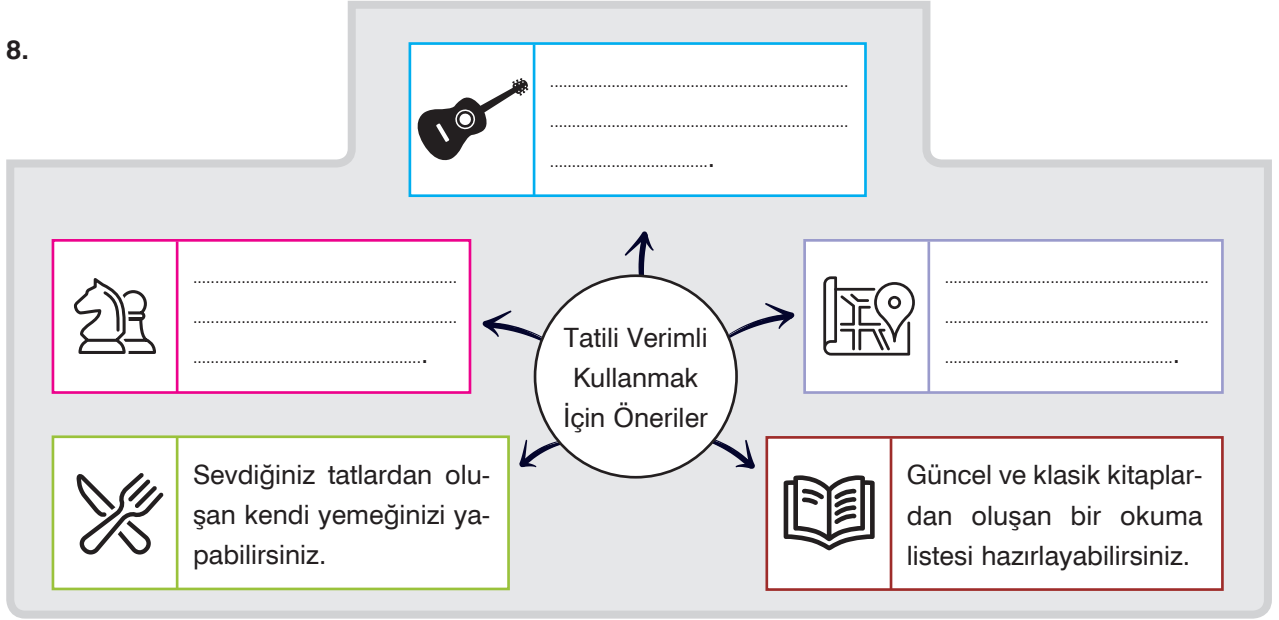 8.
Tatili Verimli
Kullanmak
İçin Öneriler
Sevdiğiniz tatlardan olu-
şan kendi yemeğinizi ya-
pabilirsiniz.
Güncel ve klasik kitaplar-
dan oluşan bir okuma
listesi hazırlayabilirsiniz.